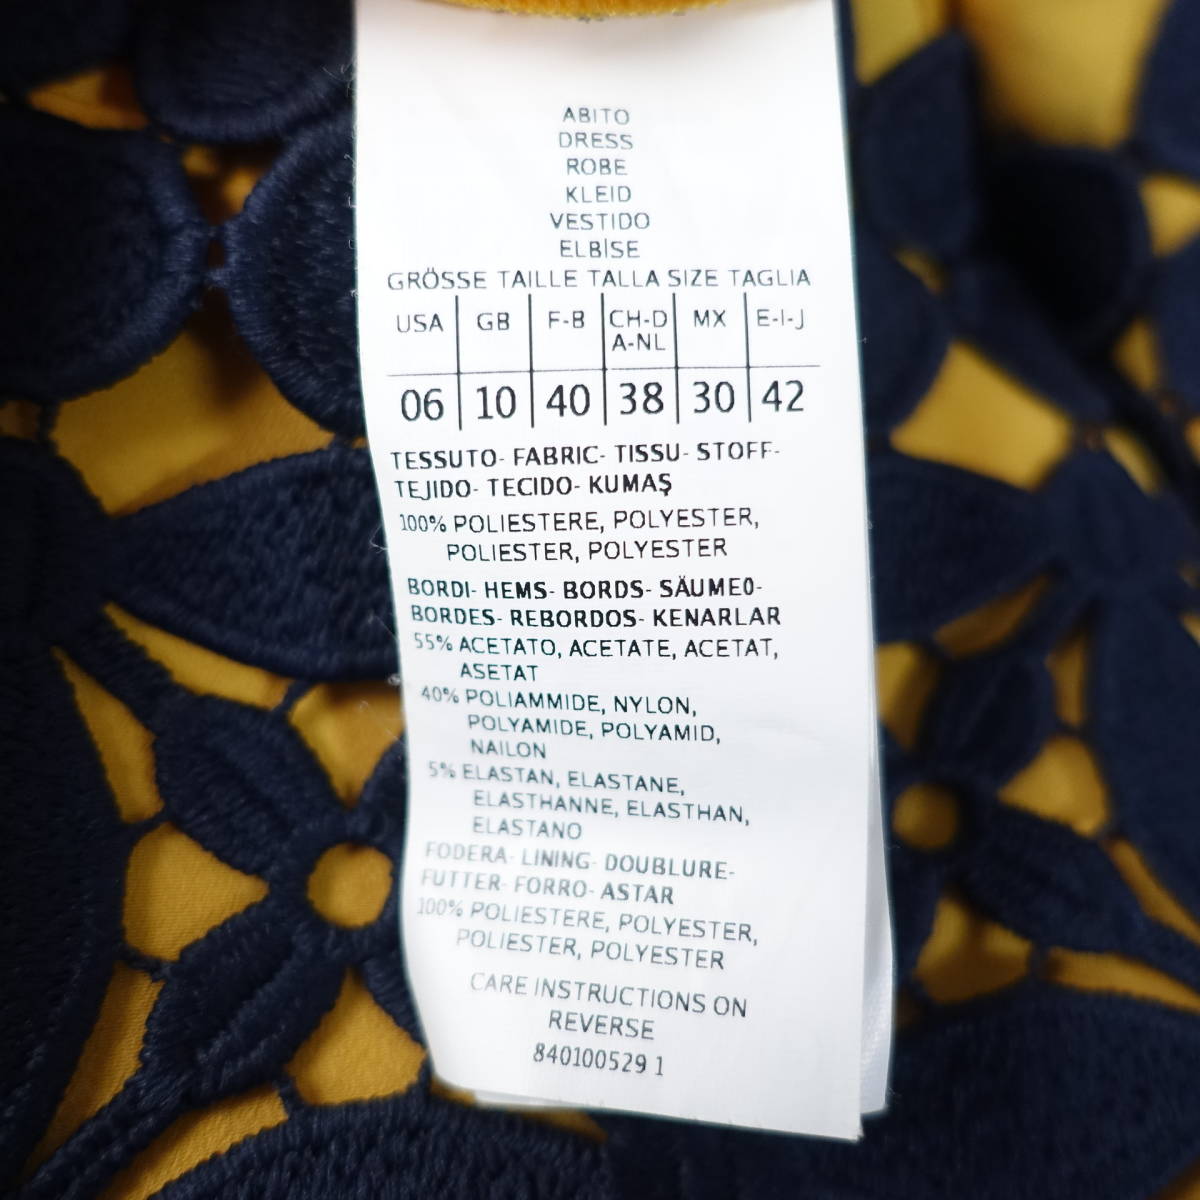 ABITO
DRESS
ROBE
KLEID
VESTIDO
ELBİSE
GRÖSSE TAILLE TALLA SIZE TAGLIA
USA GB F-B CH-D A-NL MX E-I-J
06 10 40 38 30 42
TESSUTO- FABRIC- TISSU- STOFF-
TEJIDO- TECIDO- KUMAŞ
100% POLIESTERE, POLYESTER,
POLIESTER, POLYESTER
BORDI- HEMS- BORDS- SÄUME0-
BORDES- REBORDOS- KENARLAR
55% ACETATO, ACETATE, ACETAT,
ASETAT
40% POLIAMMIDE, NYLON,
POLYAMIDE, POLYAMID,
NAILON
5% ELASTAN, ELASTANE,
ELASTHANNE, ELASTHAN,
ELASTANO
FODERA- LINING- DOUBLURE-
FUTTER- FORRO- ASTAR
100% POLIESTERE, POLYESTER,
POLIESTER, POLYESTER
CARE INSTRUCTIONS ON
REVERSE
840100529 1